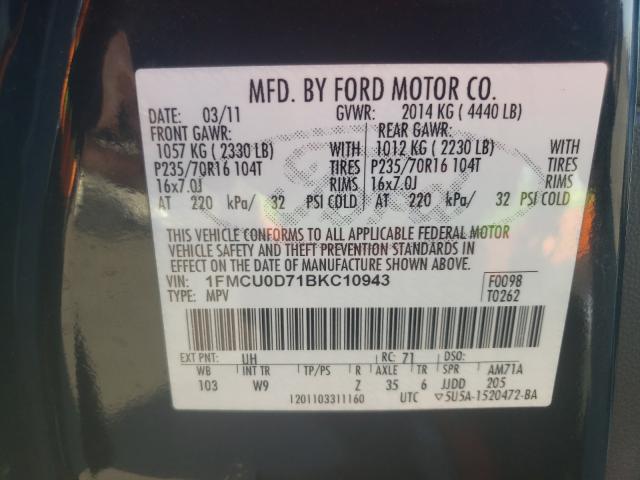 MFD. BY FORD MOTOR CO.
DATE: 03/11 GVWR: 2014 KG ( 4440 LB)
FRONT GAWR: REAR GAWR:
1057 KG ( 2330 LB) WITH 1012 KG ( 2230 LB) WITH
P235/70R16 104T TIRES P235/70R16 104T TIRES
16x7.0J RIMS 16x7.0J RIMS
AT 220 kPa/ 32 PSI COLD AT 220 kPa/ 32 PSI COLD
THIS VEHICLE CONFORMS TO ALL APPLICABLE FEDERAL MOTOR
VEHICLE SAFETY AND THEFT PREVENTION STANDARDS IN
EFFECT ON THE DATE OF MANUFACTURE SHOWN ABOVE.
VIN: 1FMCU0D71BKC10943 F0098
TYPE: MPV T0262
EXT PNT: UH RC: 71 DSO:
WB INT TR TP/PS R AXLE TR SPR AM71A
103 W9 Z 35 6 JJDD 205
1201103311160 UTC 5U5A-1520472-BA